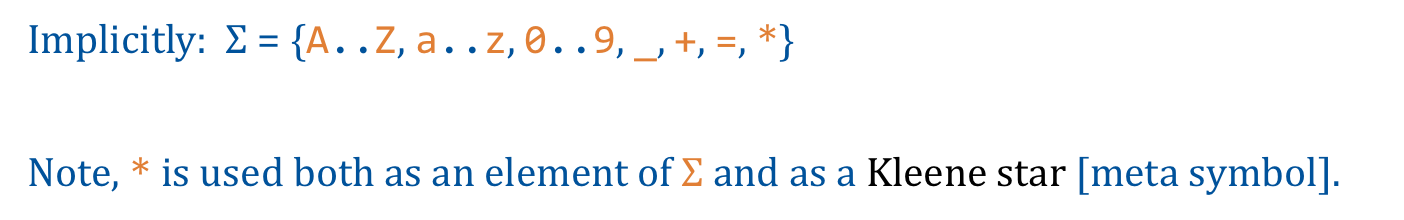 Implicitly: Σ = {A..Z, a..z, 0..9, _, +, =, *}
Note, * is used both as an element of Σ and as a Kleene star [meta symbol].